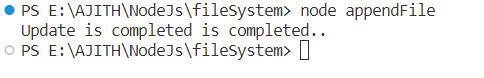 PS E:\AJITH\NodeJs\fileSystem> node appendFile
Update is completed is completed..
PS E:\AJITH\NodeJs\fileSystem>